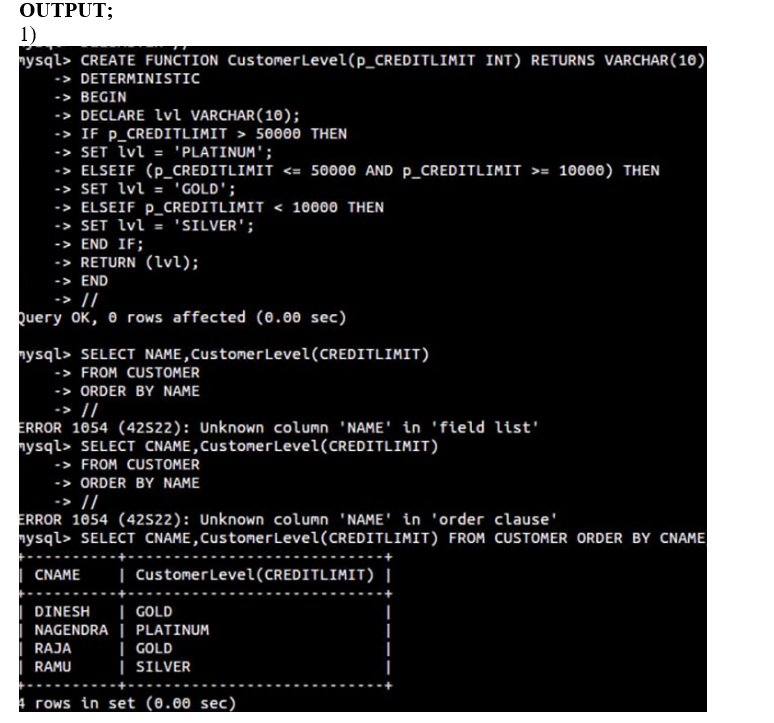 OUTPUT;
1)
mysql> CREATE FUNCTION CustomerLevel(p_CREDITLIMIT INT) RETURNS VARCHAR(10)
-> DETERMINISTIC
-> BEGIN
-> DECLARE lvl VARCHAR(10);
-> IF p_CREDITLIMIT > 50000 THEN
-> SET lvl = 'PLATINUM';
-> ELSEIF (p_CREDITLIMIT <= 50000 AND p_CREDITLIMIT >= 10000) THEN
-> SET lvl = 'GOLD';
-> ELSEIF p_CREDITLIMIT < 10000 THEN
-> SET lvl = 'SILVER';
-> END IF;
-> RETURN (lvl);
-> END
-> //
Query OK, 0 rows affected (0.00 sec)
mysql> SELECT NAME,CustomerLevel(CREDITLIMIT)
-> FROM CUSTOMER
-> ORDER BY NAME
-> //
ERROR 1054 (42S22): Unknown column 'NAME' in 'field list'
mysql> SELECT CNAME,CustomerLevel(CREDITLIMIT)
-> FROM CUSTOMER
-> ORDER BY NAME
-> //
ERROR 1054 (42S22): Unknown column 'NAME' in 'order clause'
mysql> SELECT CNAME,CustomerLevel(CREDITLIMIT) FROM CUSTOMER ORDER BY CNAME
+----------+----------------------------+
| CNAME | CustomerLevel(CREDITLIMIT) |
+----------+----------------------------+
| DINESH | GOLD |
| NAGENDRA | PLATINUM |
| RAJA | GOLD |
| RAMU | SILVER |
+----------+----------------------------+
4 rows in set (0.00 sec)